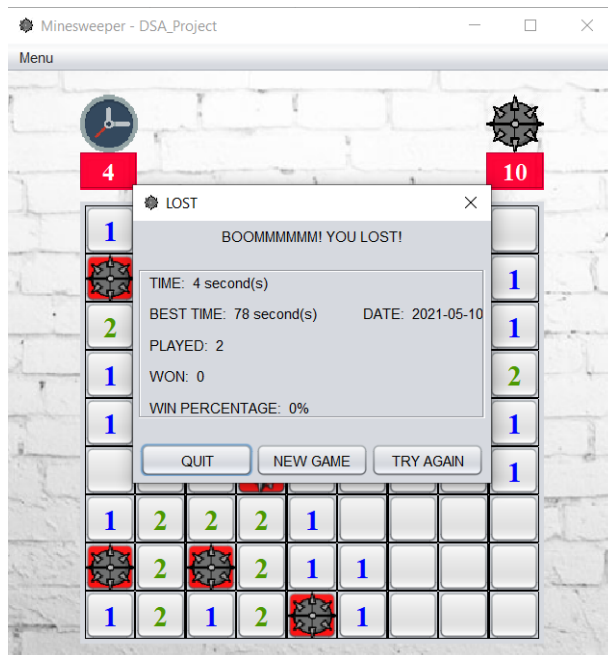 Minesweeper - DSA_Project
Menu
4 10
LOST
BOOMMMMMM! YOU LOST!
TIME: 4 second(s)
BEST TIME: 78 second(s) DATE: 2021-05-10
PLAYED: 2
WON: 0
WIN PERCENTAGE: 0%
QUIT NEW GAME TRY AGAIN
1
1
2 1
1 2
1 1
1
1 2 2 2 1
2 2 1 1
1 2 1 2 1